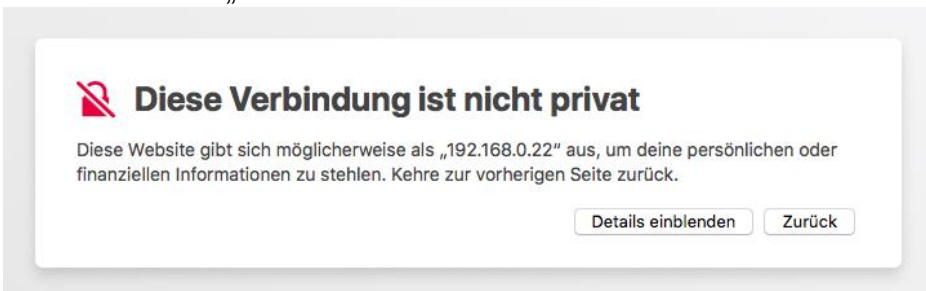 „
Diese Verbindung ist nicht privat
Diese Website gibt sich möglicherweise als „192.168.0.22“ aus, um deine persönlichen oder
finanziellen Informationen zu stehlen. Kehre zur vorherigen Seite zurück.
Details einblenden Zurück